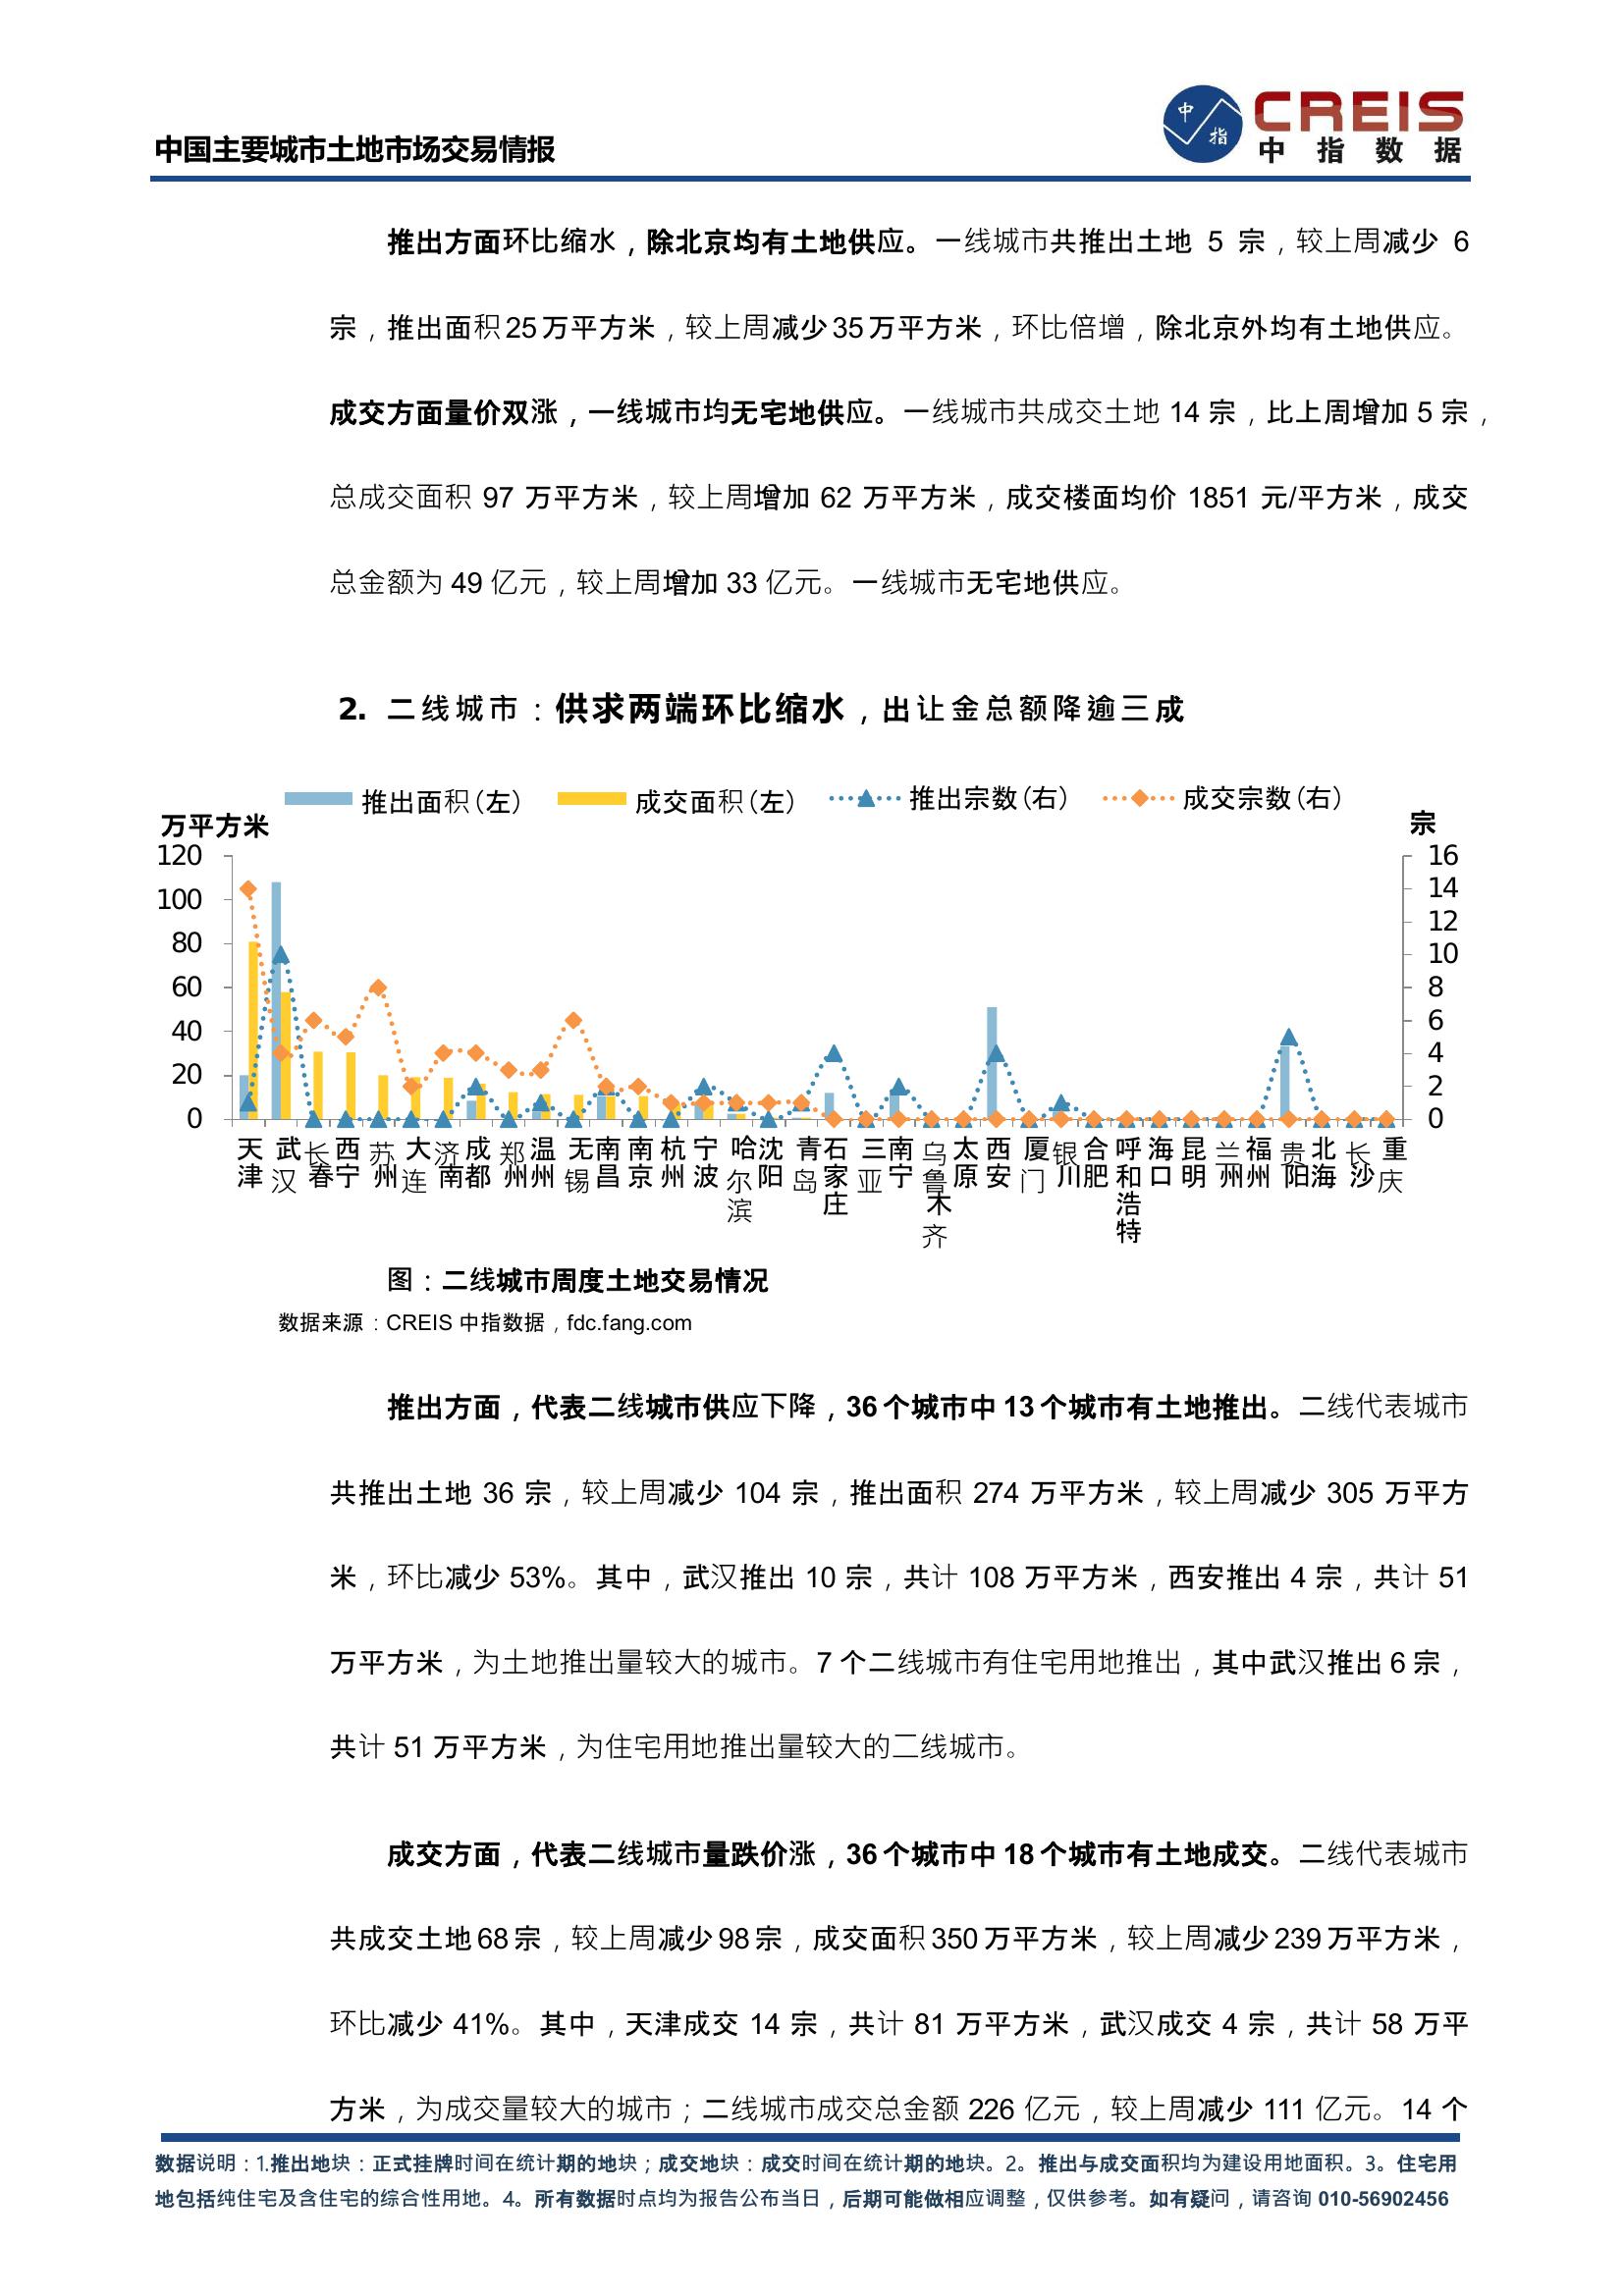 中国主要城市土地市场交易情报
中指
CREIS
中指数据
推出方面环比缩水，除北京均有土地供应。一线城市共推出土地 5 宗，较上周减少 6
宗，推出面积 25 万平方米，较上周减少 35 万平方米，环比倍增，除北京外均有土地供应。
成交方面量价双涨，一线城市均无宅地供应。一线城市共成交土地 14 宗，比上周增加 5 宗，
总成交面积 97 万平方米，较上周增加 62 万平方米，成交楼面均价 1851 元/平方米，成交
总金额为 49 亿元，较上周增加 33 亿元。一线城市无宅地供应。
2. 二线城市：供求两端环比缩水，出让金总额降逾三成
推出面积(左) 成交面积(左) 推出宗数(右) 成交宗数(右)
万平方米 宗
120
100
80
60
40
20
0
16
14
12
10
8
6
4
2
0
天津 武汉 长春 西宁 苏州 大连 济南 成都 郑州 温州 无锡 南昌 南京 杭州 宁波 哈尔滨 沈阳 青岛 石家庄 三亚 南宁 乌鲁木齐 太原 西安 厦门 银川 合肥 呼和浩特 海口 昆明 兰州 福州 贵阳 北海 长沙 重庆
图：二线城市周度土地交易情况
数据来源：CREIS 中指数据，fdc.fang.com
推出方面，代表二线城市供应下降，36 个城市中 13 个城市有土地推出。二线代表城市
共推出土地 36 宗，较上周减少 104 宗，推出面积 274 万平方米，较上周减少 305 万平方
米，环比减少 53%。其中，武汉推出 10 宗，共计 108 万平方米，西安推出 4 宗，共计 51
万平方米，为土地推出量较大的城市。7 个二线城市有住宅用地推出，其中武汉推出 6 宗，
共计 51 万平方米，为住宅用地推出量较大的二线城市。
成交方面，代表二线城市量跌价涨，36 个城市中 18 个城市有土地成交。二线代表城市
共成交土地 68 宗，较上周减少 98 宗，成交面积 350 万平方米，较上周减少 239 万平方米，
环比减少 41%。其中，天津成交 14 宗，共计 81 万平方米，武汉成交 4 宗，共计 58 万平
方米，为成交量较大的城市；二线城市成交总金额 226 亿元，较上周减少 111 亿元。14 个
数据说明：1.推出地块：正式挂牌时间在统计期的地块；成交地块：成交时间在统计期的地块。2。推出与成交面积均为建设用地面积。3。住宅用
地包括纯住宅及含住宅的综合性用地。4。所有数据时点均为报告公布当日，后期可能做相应调整，仅供参考。如有疑问，请咨询 010-56902456